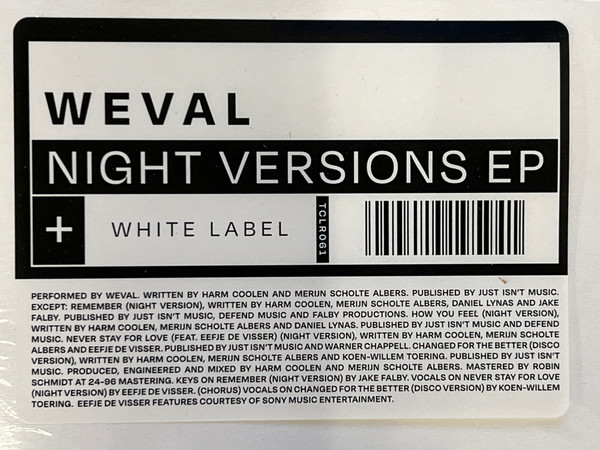 WEVAL
NIGHT VERSIONS EP
+ WHITE LABEL TCLR061
PERFORMED BY WEVAL. WRITTEN BY HARM COOLEN AND MERIJN SCHOLTE ALBERS. PUBLISHED BY JUST ISN'T MUSIC.
EXCEPT: REMEMBER (NIGHT VERSION), WRITTEN BY HARM COOLEN, MERIJN SCHOLTE ALBERS, DANIEL LYNAS AND JAKE
FALBY. PUBLISHED BY JUST ISN'T MUSIC, DEFEND MUSIC AND FALBY PRODUCTIONS. HOW YOU FEEL (NIGHT VERSION),
WRITTEN BY HARM COOLEN, MERIJN SCHOLTE ALBERS AND DANIEL LYNAS. PUBLISHED BY JUST ISN'T MUSIC AND DEFEND
MUSIC. NEVER STAY FOR LOVE (FEAT. EEFJE DE VISSER) (NIGHT VERSION), WRITTEN BY HARM COOLEN, MERIJN SCHOLTE
ALBERS AND EEFJE DE VISSER. PUBLISHED BY JUST ISN'T MUSIC AND WARNER CHAPPELL. CHANGED FOR THE BETTER (DISCO
VERSION), WRITTEN BY HARM COOLEN, MERIJN SCHOLTE ALBERS AND KOEN-WILLEM TOERING. PUBLISHED BY JUST ISN'T
MUSIC. PRODUCED, ENGINEERED AND MIXED BY HARM COOLEN AND MERIJN SCHOLTE ALBERS. MASTERED BY ROBIN
SCHMIDT AT 24-96 MASTERING. KEYS ON REMEMBER (NIGHT VERSION) BY JAKE FALBY. VOCALS ON NEVER STAY FOR LOVE
(NIGHT VERSION) BY EEFJE DE VISSER. (CHORUS) VOCALS ON CHANGED FOR THE BETTER (DISCO VERSION) BY KOEN-WILLEM
TOERING. EEFJE DE VISSER FEATURES COURTESY OF SONY MUSIC ENTERTAINMENT.